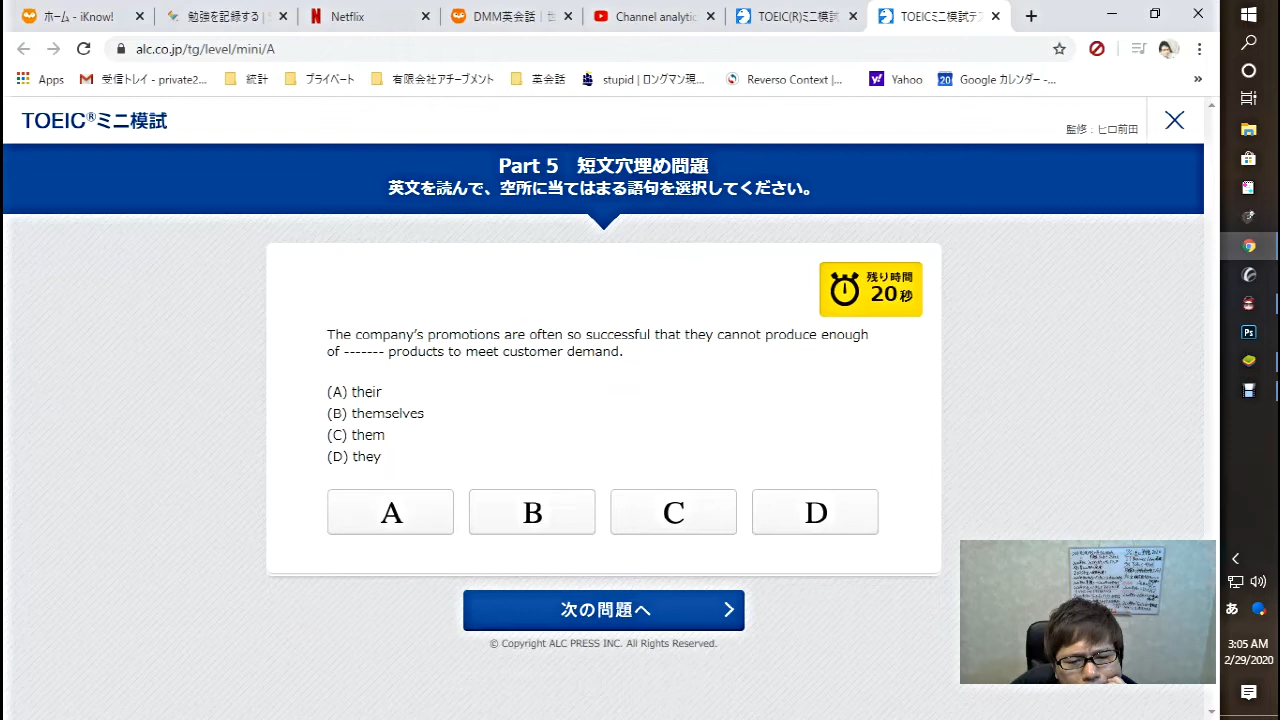 ホーム - iKnow!
勉強を記録する |
Netflix
DMM英会話 |
Channel analytic
TOEIC(R)ミニ模試
TOEICミニ模試テ
alc.co.jp/tg/level/mini/A
Apps
受信トレイ - private2...
統計
プライベート
有限会社アチーブメント
英会話
stupid | ロングマン現...
Reverso Context |...
Yahoo
Google カレンダー -...
»
TOEIC®ミニ模試
監修：ヒロ前田
Part 5 短文穴埋め問題
英文を読んで、空所に当てはまる語句を選択してください。
残り時間
20秒
The company's promotions are often so successful that they cannot produce enough
of ------- products to meet customer demand.
(A) their
(B) themselves
(C) them
(D) they
A
B
C
D
次の問題へ
© Copyright ALC PRESS INC. All Rights Reserved.
あ
3:05 AM
2/29/2020